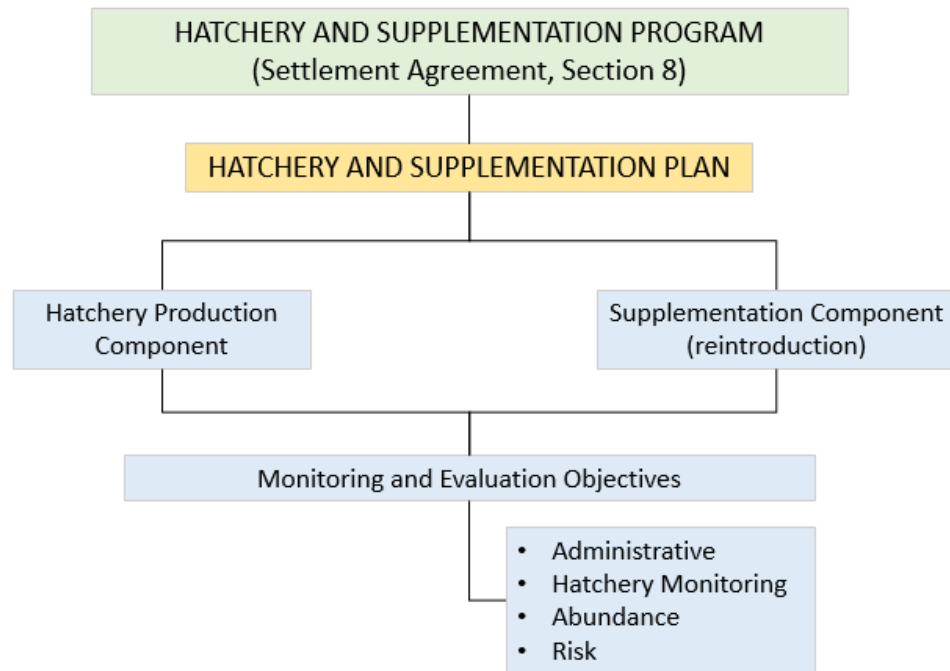 HATCHERY AND SUPPLEMENTATION PROGRAM
(Settlement Agreement, Section 8)
HATCHERY AND SUPPLEMENTATION PLAN
Hatchery Production
Component
Supplementation Component
(reintroduction)
Monitoring and Evaluation Objectives
• Administrative
• Hatchery Monitoring
• Abundance
• Risk